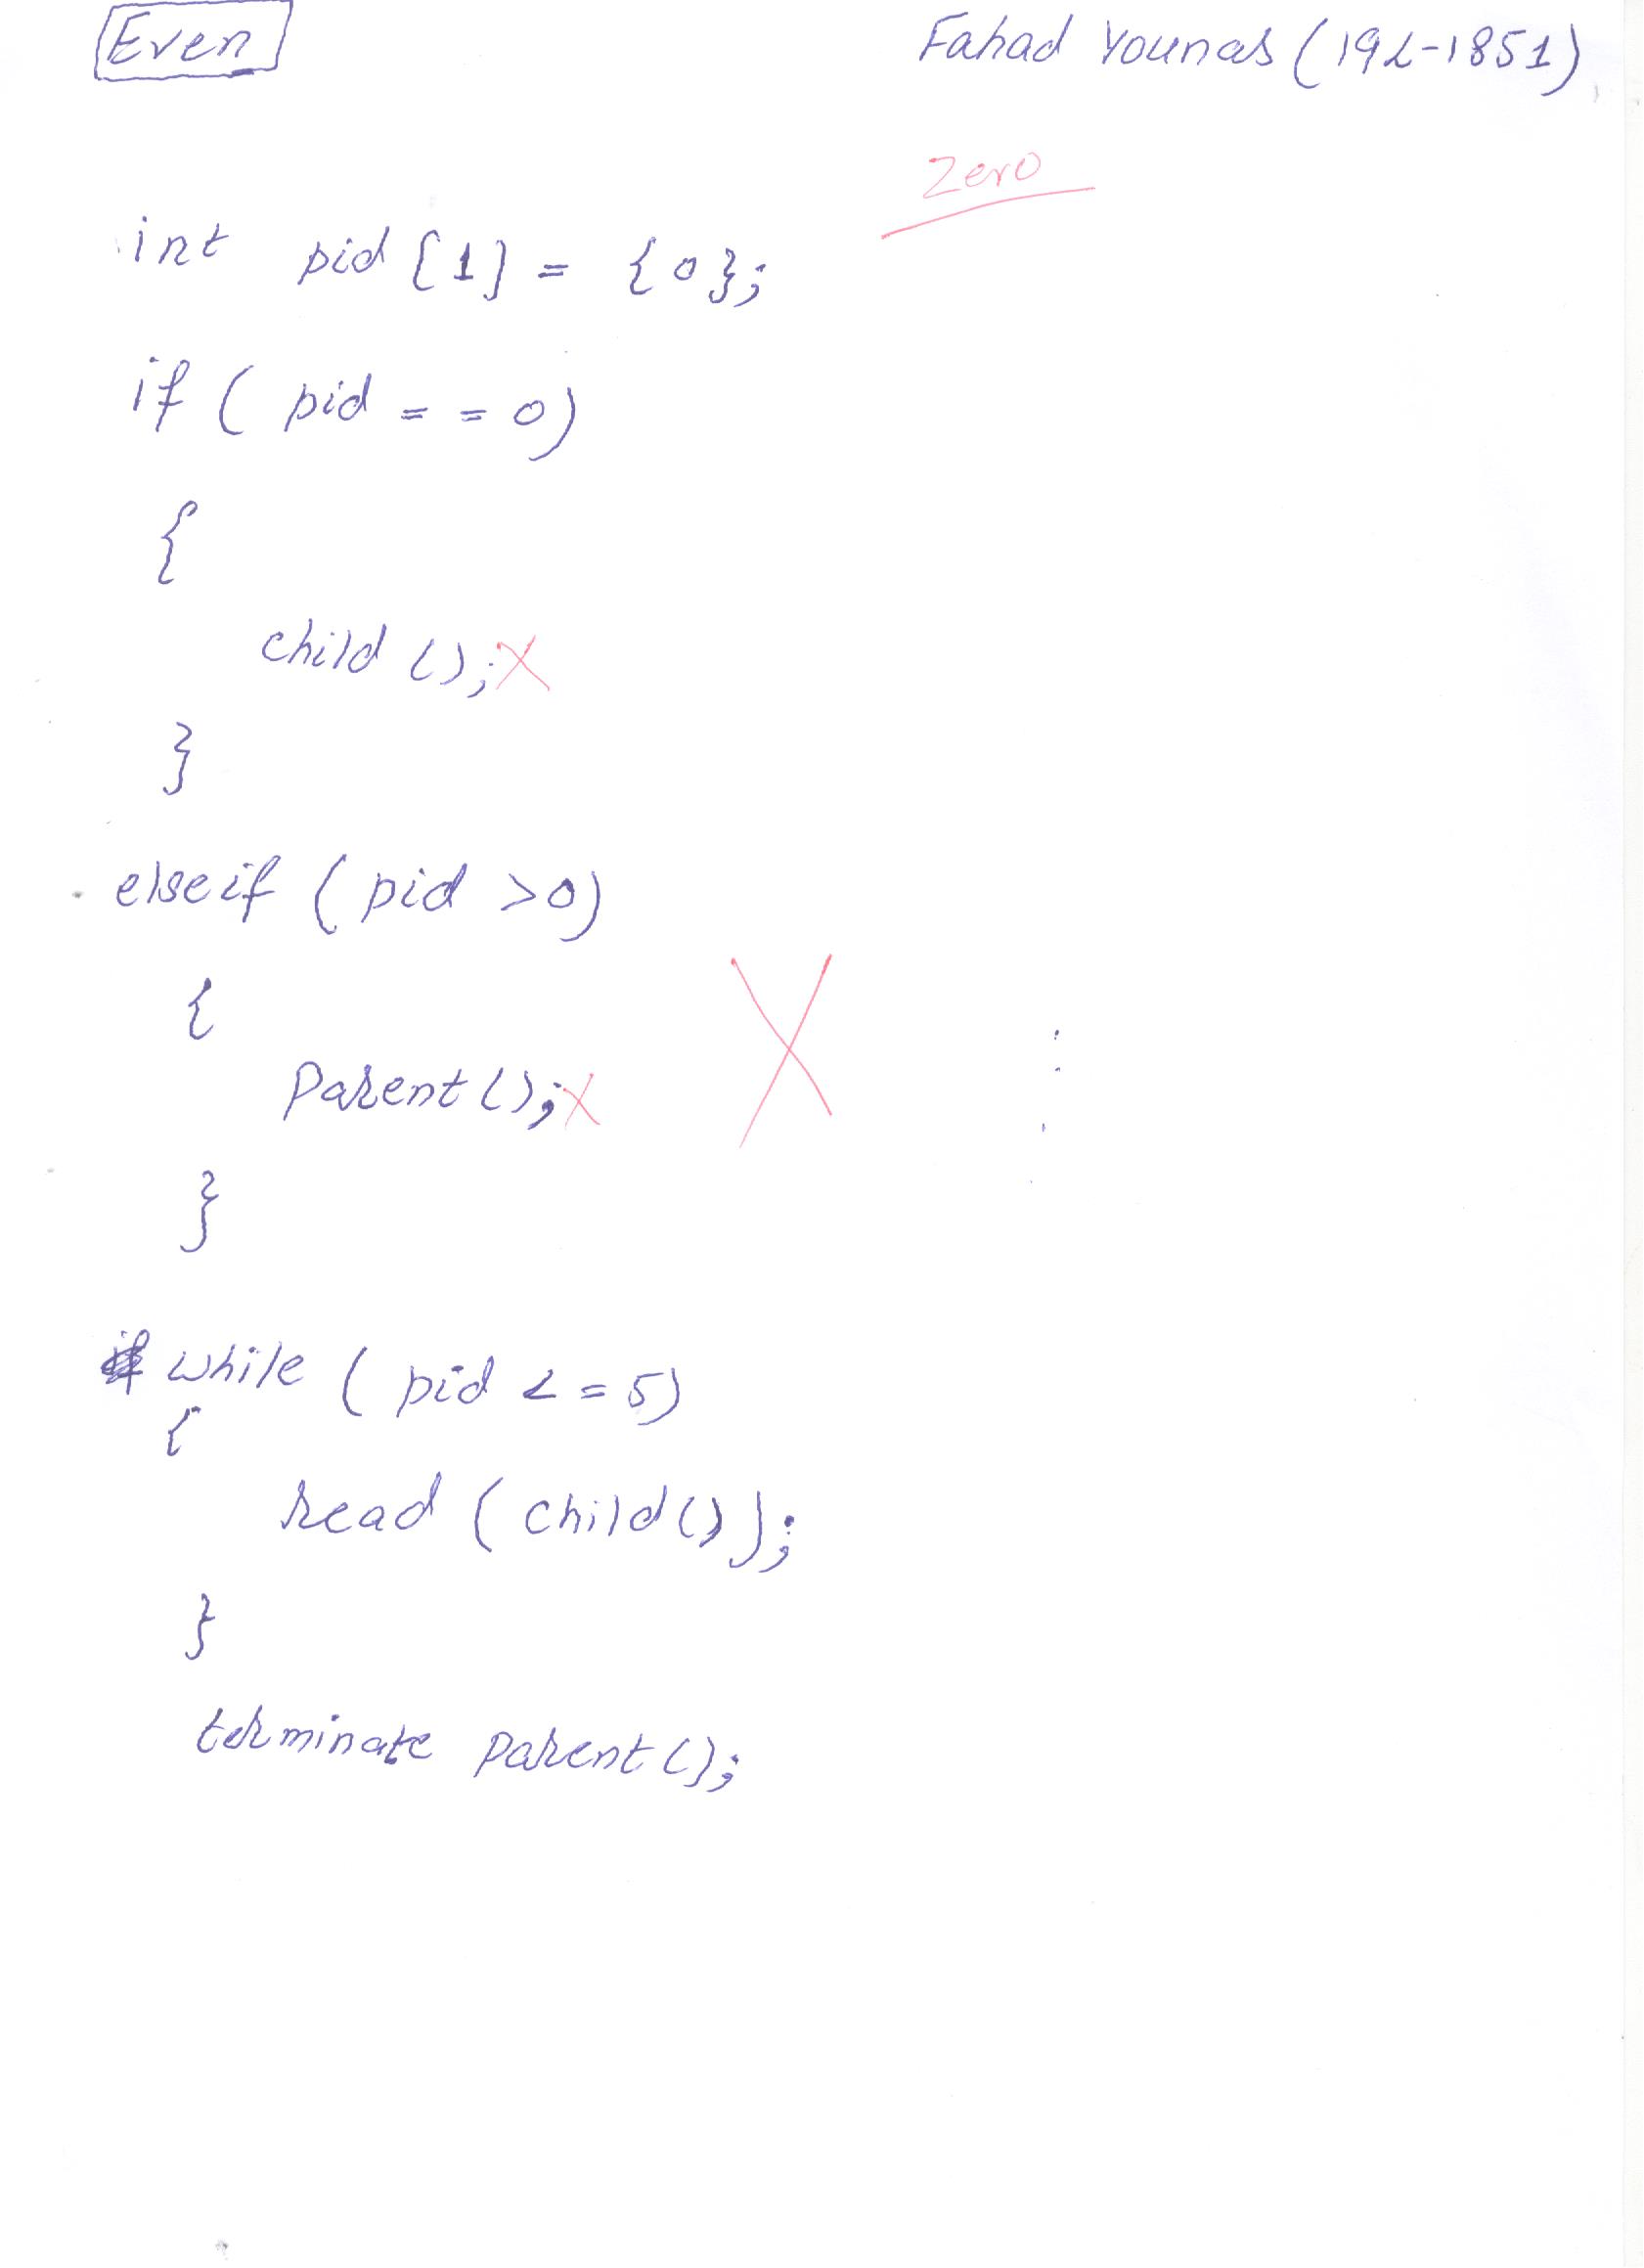 Even
Fahad Younas (19L-1851)
Zero
int pid [1] = {0};
if ( pid == 0)
{
child ();
}
elseif ( pid >0)
{
Parent ();
}
while ( pid <= 5)
{
read ( child ());
}
terminate parent ();